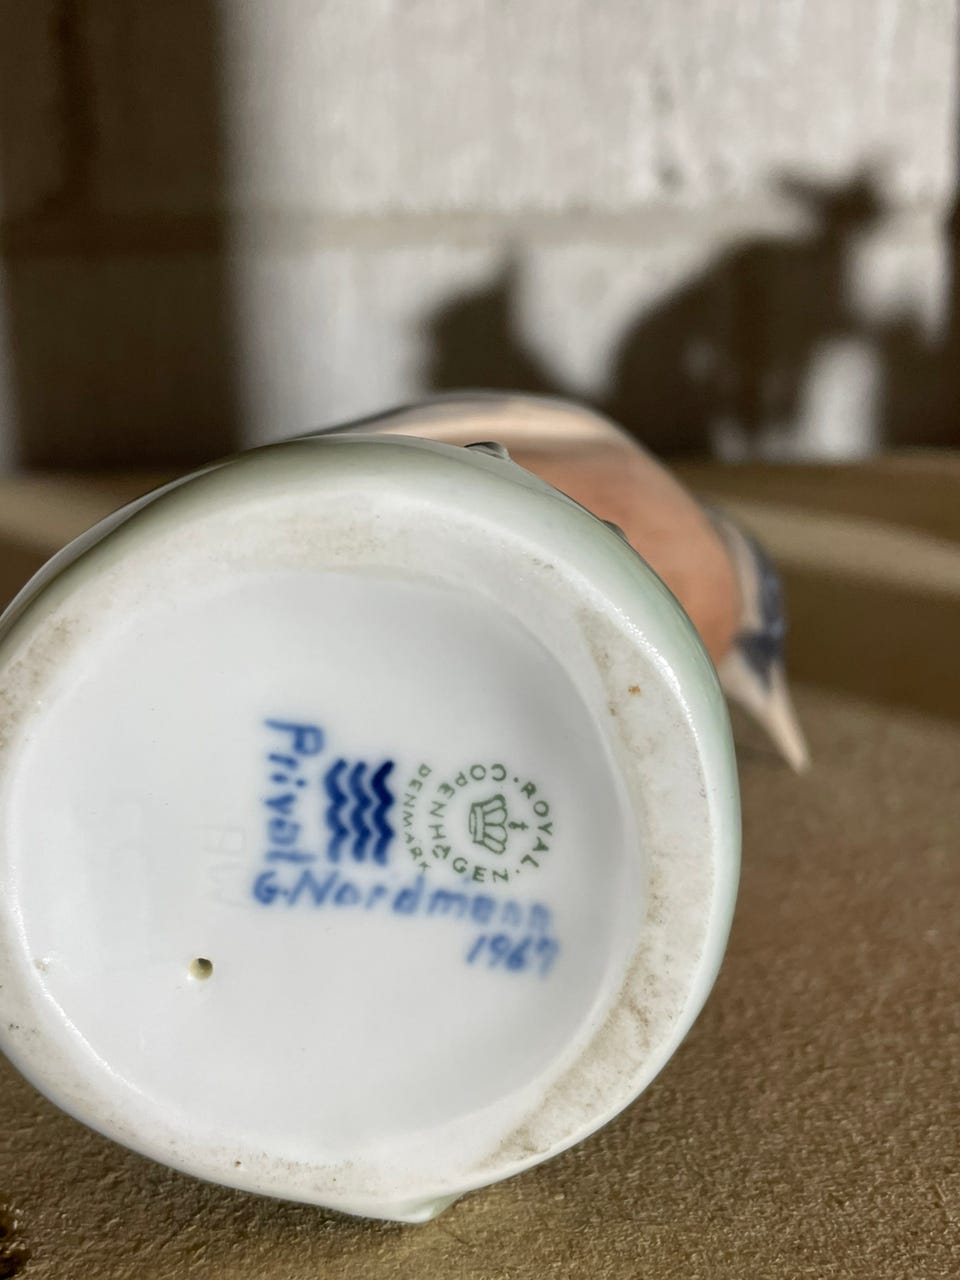 ROYAL COPENHAGEN
DENMARK
Privat
G. Nordmann
1967